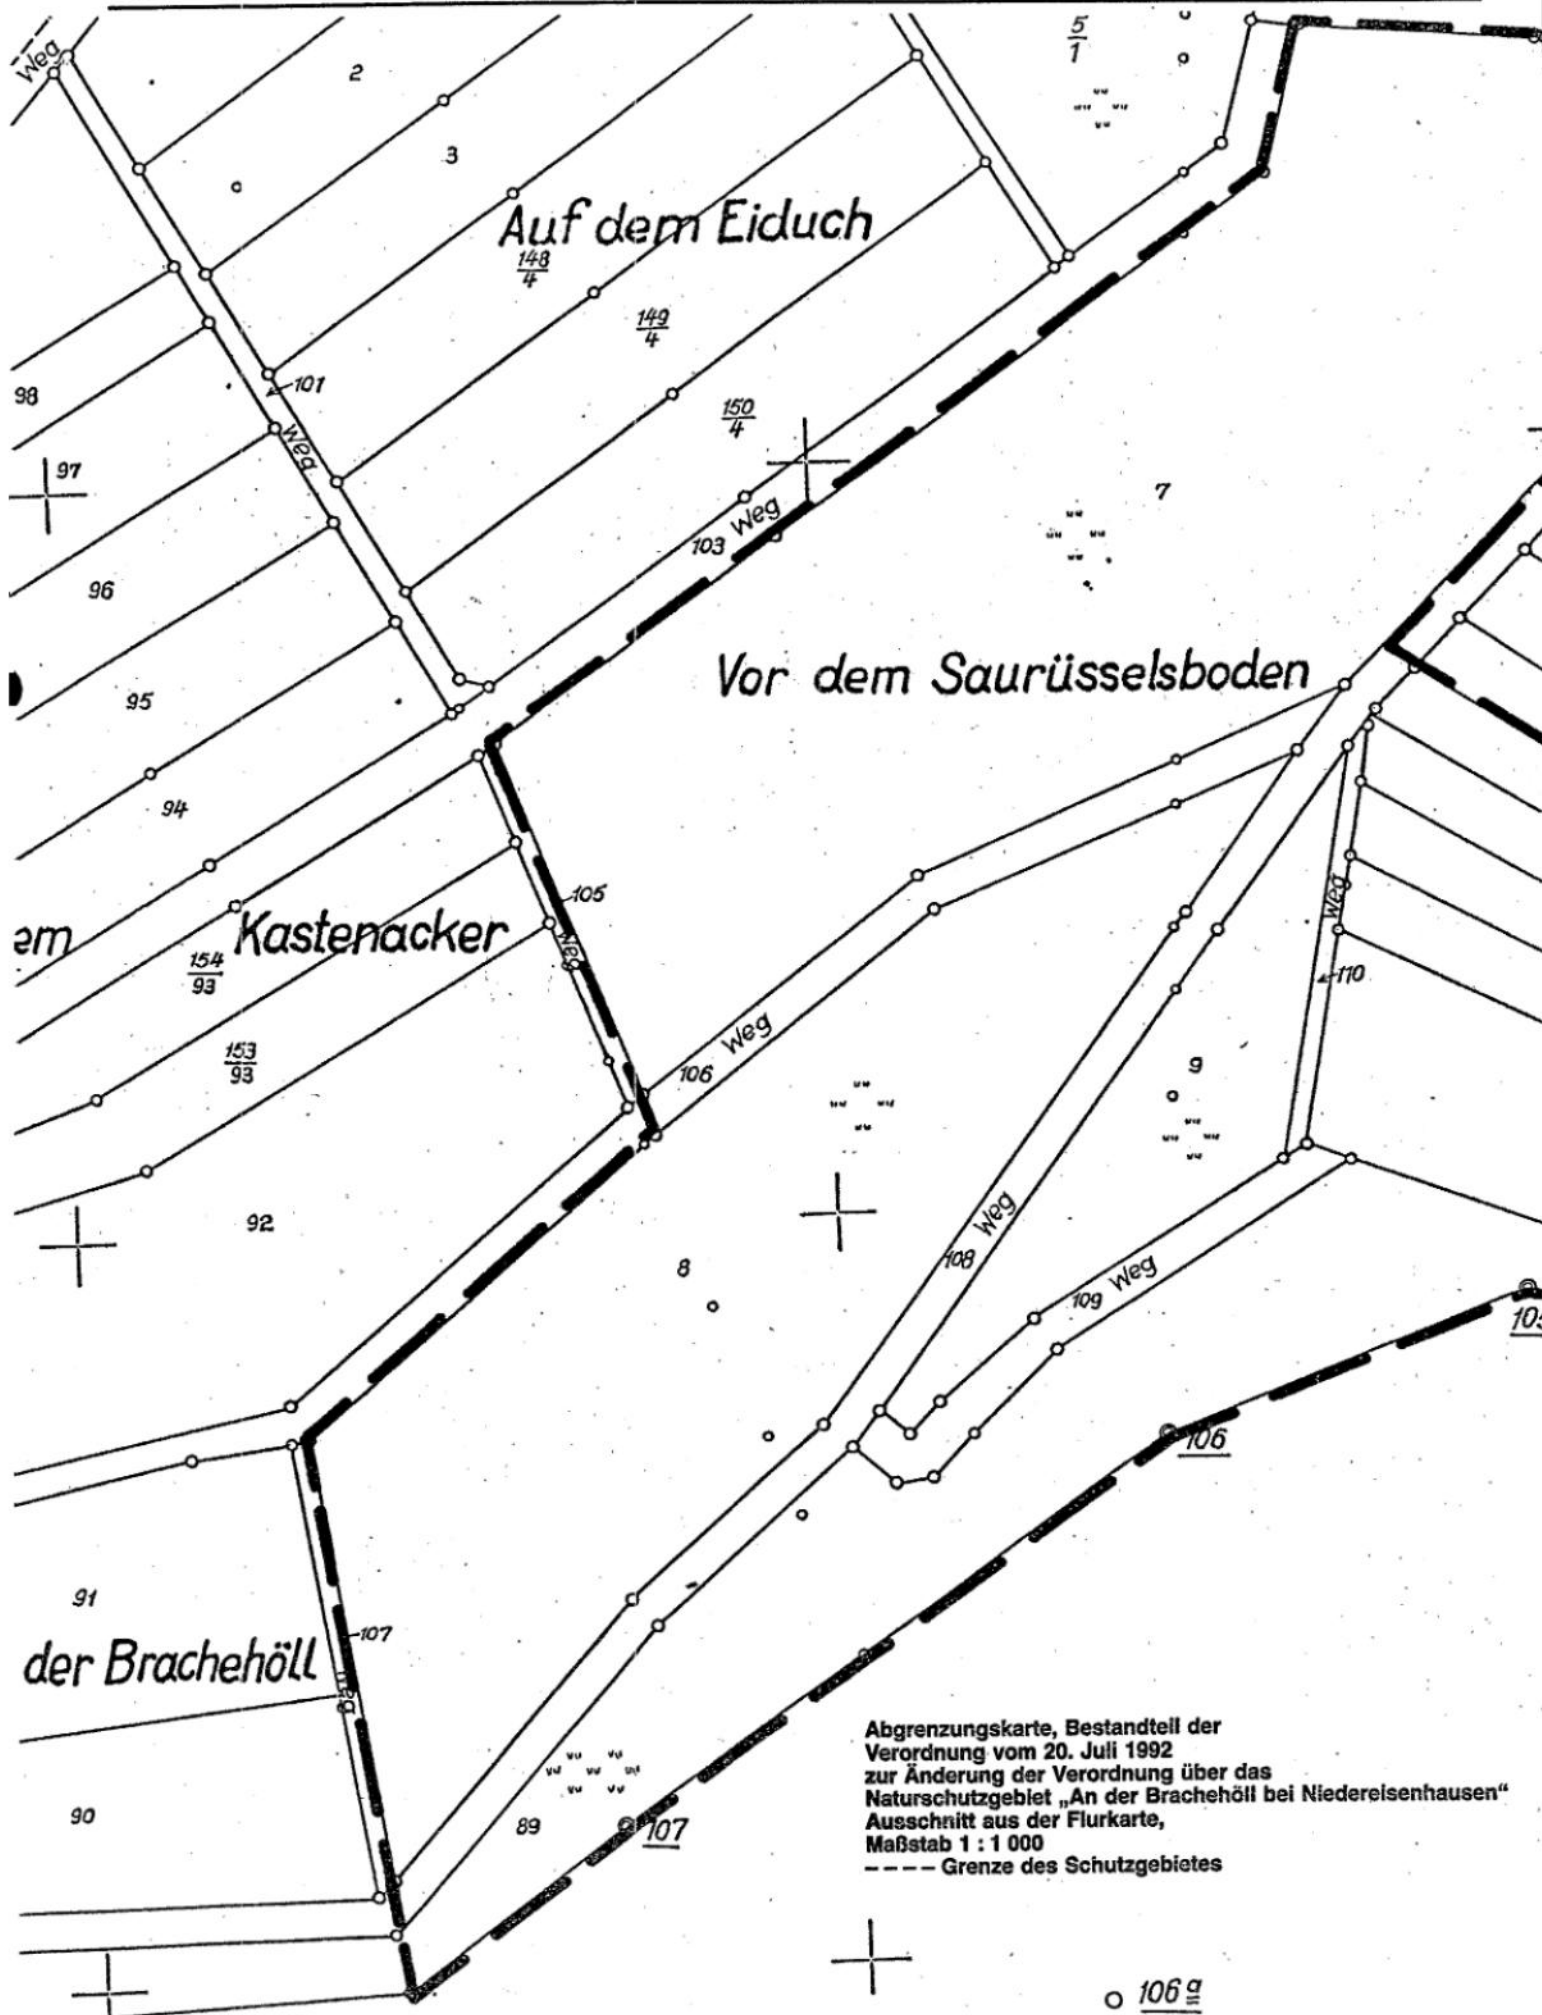 Weg
2
5
1
3
Auf dem Eiduch
148
4
149
4
98
101
150
4
Weg
97
7
103 Weg
96
Vor dem Saurüsselsboden
95
94
105
Weg
em
Kastenacker
154
93
Weg
110
153
93
106 Weg
9
92
8
108 Weg
109 Weg
105
106
91
107
der Brachehöll
Weg
90
89
107
Abgrenzungskarte, Bestandteil der
Verordnung vom 20. Juli 1992
zur Änderung der Verordnung über das
Naturschutzgebiet „An der Brachehöll bei Niedereisenhausen“
Ausschnitt aus der Flurkarte,
Maßstab 1 : 1 000
---- Grenze des Schutzgebietes
106 a